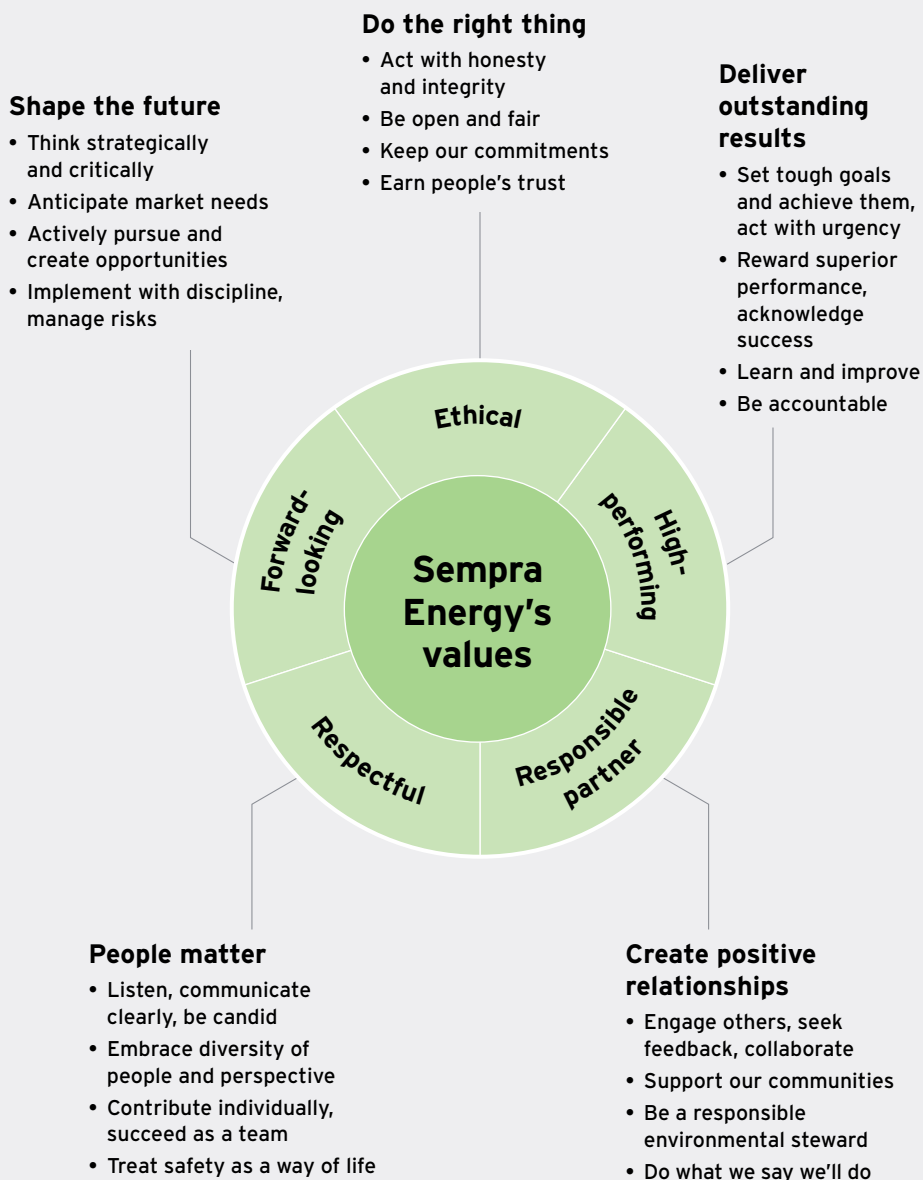 Do the right thing
• Act with honesty
and integrity
• Be open and fair
• Keep our commitments
• Earn people's trust
Deliver
outstanding
results
• Set tough goals
and achieve them,
act with urgency
• Reward superior
performance,
acknowledge
success
• Learn and improve
• Be accountable
Shape the future
• Think strategically
and critically
• Anticipate market needs
• Actively pursue and
create opportunities
• Implement with discipline,
manage risks
Ethical
High-
performing
Forward-
looking
Sempra
Energy's
values
Respectful
Responsible
partner
People matter
• Listen, communicate
clearly, be candid
• Embrace diversity of
people and perspective
• Contribute individually,
succeed as a team
• Treat safety as a way of life
Create positive
relationships
• Engage others, seek
feedback, collaborate
• Support our communities
• Be a responsible
environmental steward
• Do what we say we'll do